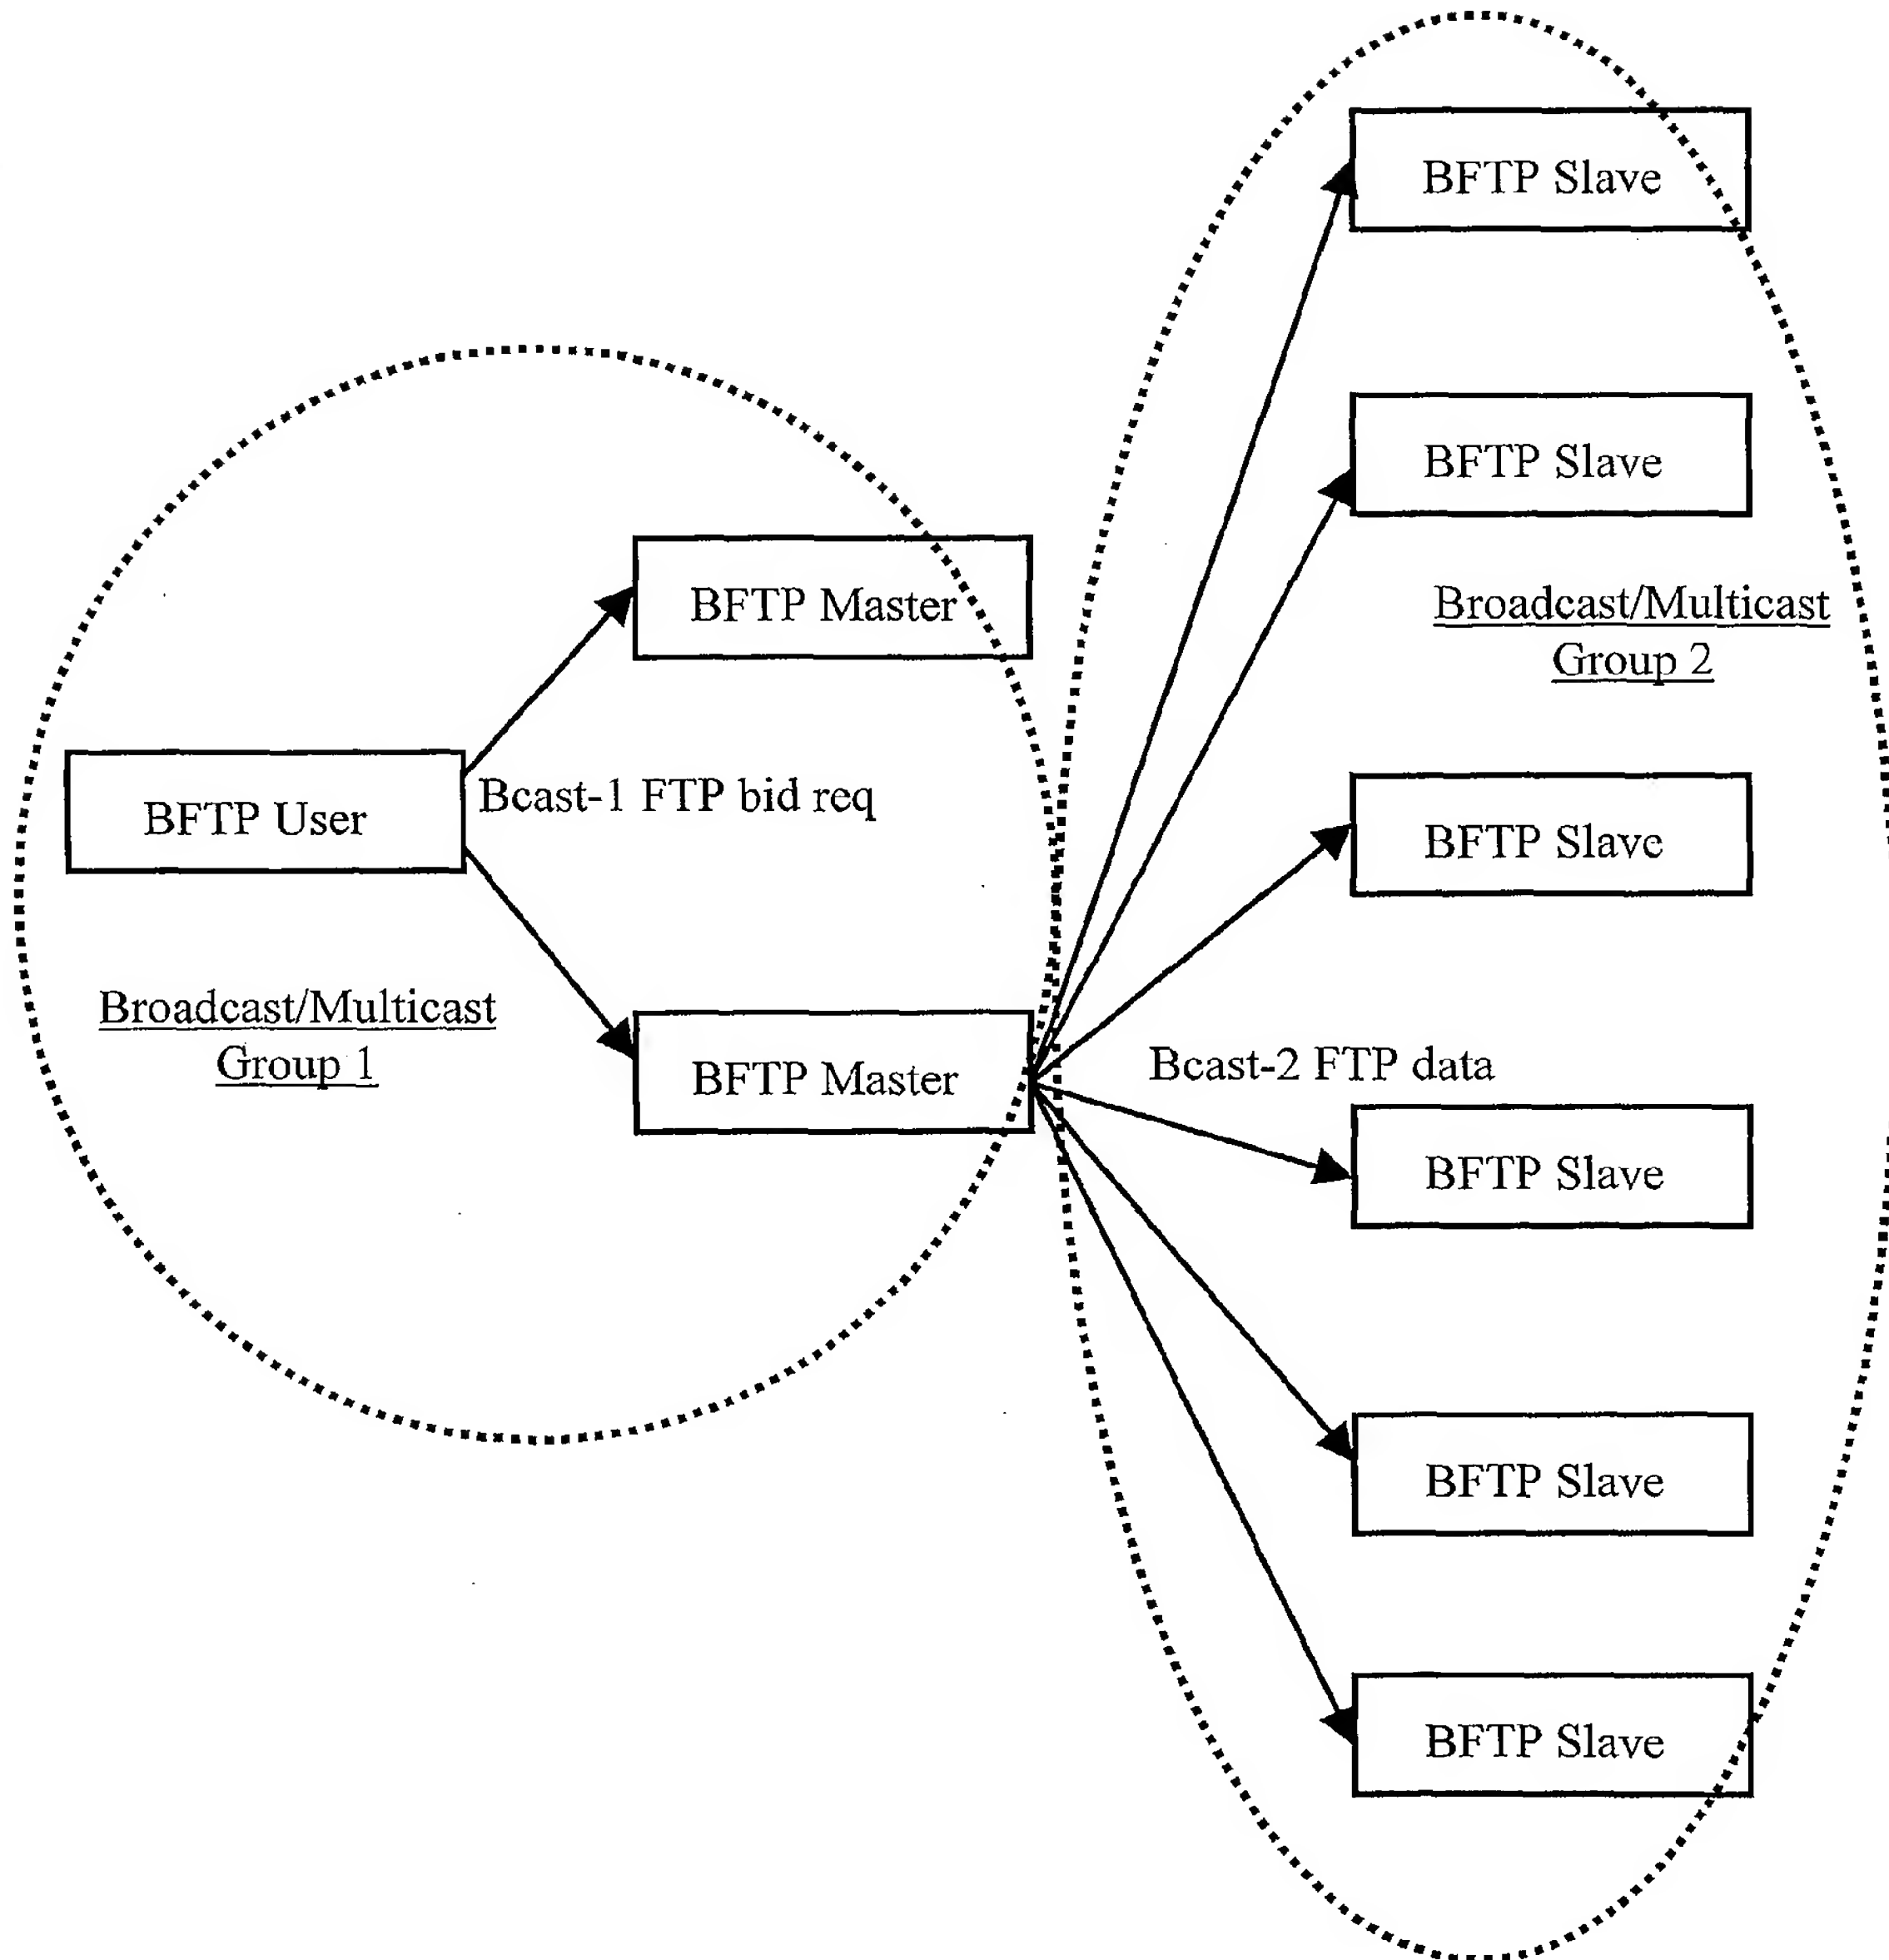 BFTP Slave
BFTP Slave
Broadcast/Multicast
Group 2
BFTP Master
BFTP User
Bcast-1 FTP bid req
BFTP Slave
Broadcast/Multicast
Group 1
BFTP Master
Bcast-2 FTP data
BFTP Slave
BFTP Slave
BFTP Slave